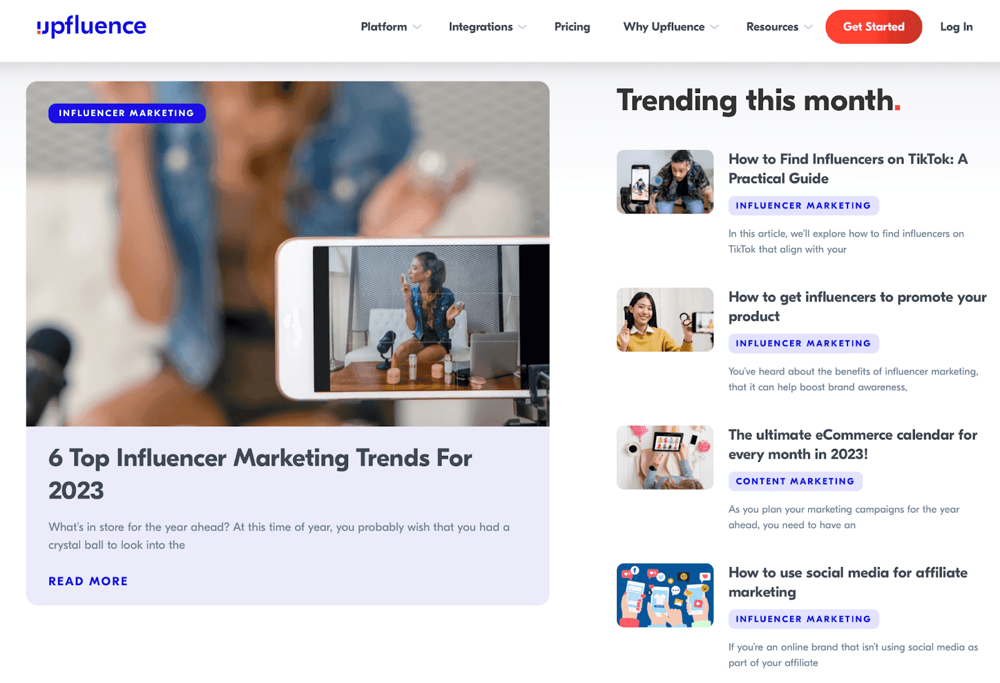 upfluence
Platform
Integrations
Pricing
Why Upfluence
Resources
Get Started
Log In
INFLUENCER MARKETING
6 Top Influencer Marketing Trends For
2023
What's in store for the year ahead? At this time of year, you probably wish that you had a
crystal ball to look into the
READ MORE
Trending this month.
How to Find Influencers on TikTok: A
Practical Guide
INFLUENCER MARKETING
In this article, we'll explore how to find influencers on
TikTok that align with your
How to get influencers to promote your
product
INFLUENCER MARKETING
You've heard about the benefits of influencer marketing,
that it can help boost brand awareness,
The ultimate eCommerce calendar for
every month in 2023!
CONTENT MARKETING
As you plan your marketing campaigns for the year
ahead, you need to have an
How to use social media for affiliate
marketing
INFLUENCER MARKETING
If you're an online brand that isn't using social media as
part of your affiliate